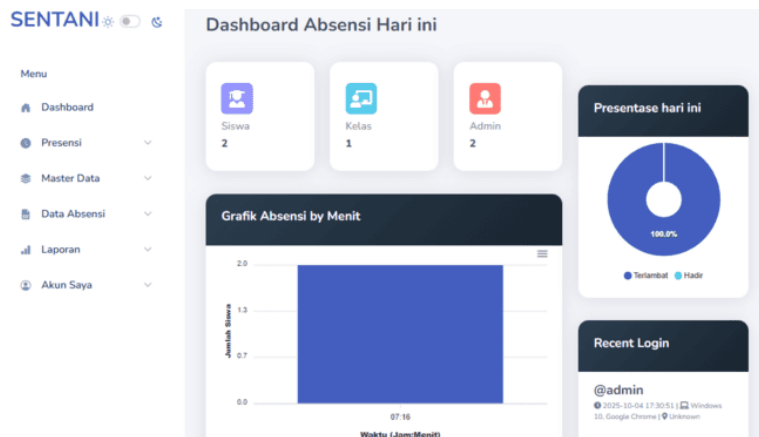 SENTANI
Menu
Dashboard
Presensi
Master Data
Data Absensi
Laporan
Akun Saya
Dashboard Absensi Hari ini
Siswa
2
Kelas
1
Admin
2
Grafik Absensi by Menit
2.0
1.3
0.7
0.0
Jumlah Siswa
07:16
Waktu (Jam:Menit)
Presentase hari ini
100.0%
Terlambat Hadir
Recent Login
@admin
2025-10-04 17:30:51 | Windows
10, Google Chrome | Unknown